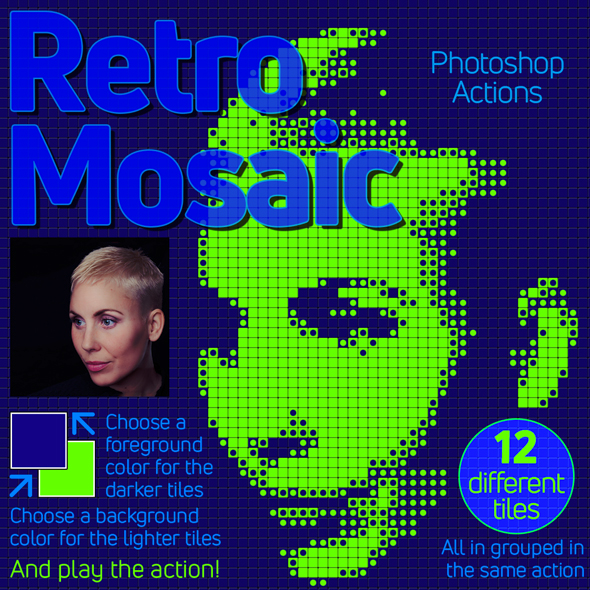 Retro
Mosaic
Photoshop
Actions
Choose a
foreground
color for the
darker tiles
Choose a background
color for the lighter tiles
And play the action!
12
different
tiles
All in grouped in
the same action